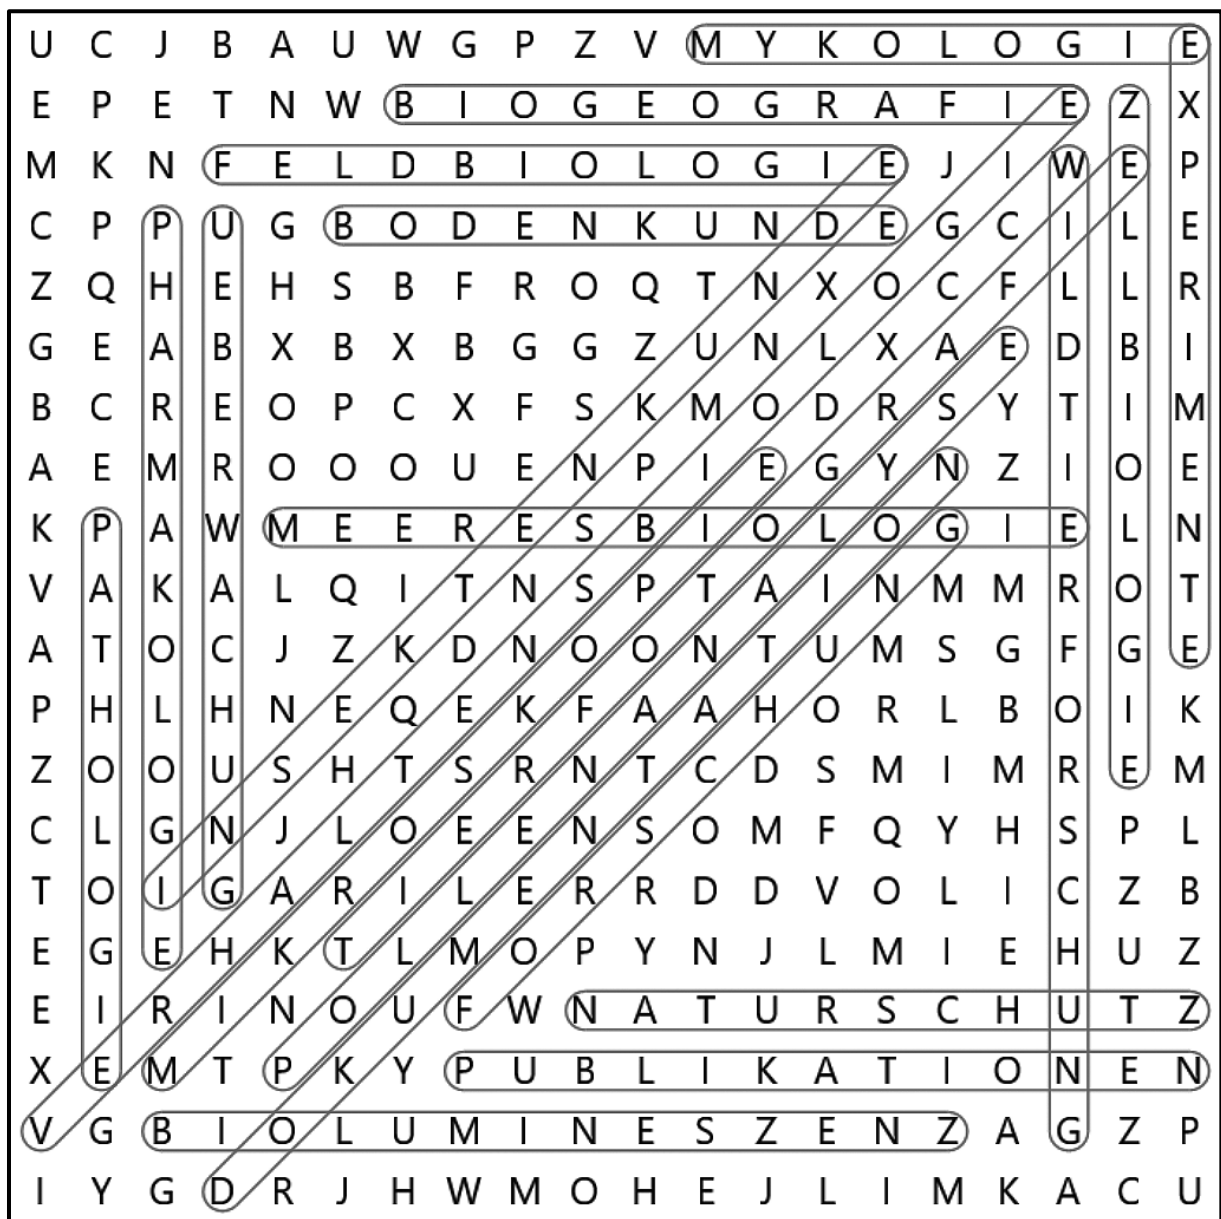 U C J B A U W G P Z V M Y K O L O G I E
E P E T N W B I O G E O G R A F I E Z X
M K N F E L D B I O L O G I E J I W E P
C P P U G B O D E N K U N D E G C I L E
Z Q H E H S B F R O Q T N X O C F L L R
G E A B X B X B G G Z U N L X A E D B I
B C R E O P C X F S K M O D R S Y T I M
A E M R O O O U E N P I E G Y N Z I O E
K P A W M E E R E S B I O L O G I E L N
V A K A L Q I T N S P T A I N M M R O T
A T O C J Z K D N O O N T U M S G F G E
P H L H N E Q E K F A A H O R L B O I K
Z O O U S H T S R N T C D S M I M R E M
C L G N J L O E E N S O M F Q Y H S P L
T O I G A R I L E R R D D V O L I C Z B
E G E H K T L M O P Y N J L M I E H U Z
E I R I N O U F W N A T U R S C H U T Z
X E M T P K Y P U B L I K A T I O N E N
V G B I O L U M I N E S Z E N Z A G Z P
I Y G D R J H W M O H E J L I M K A C U